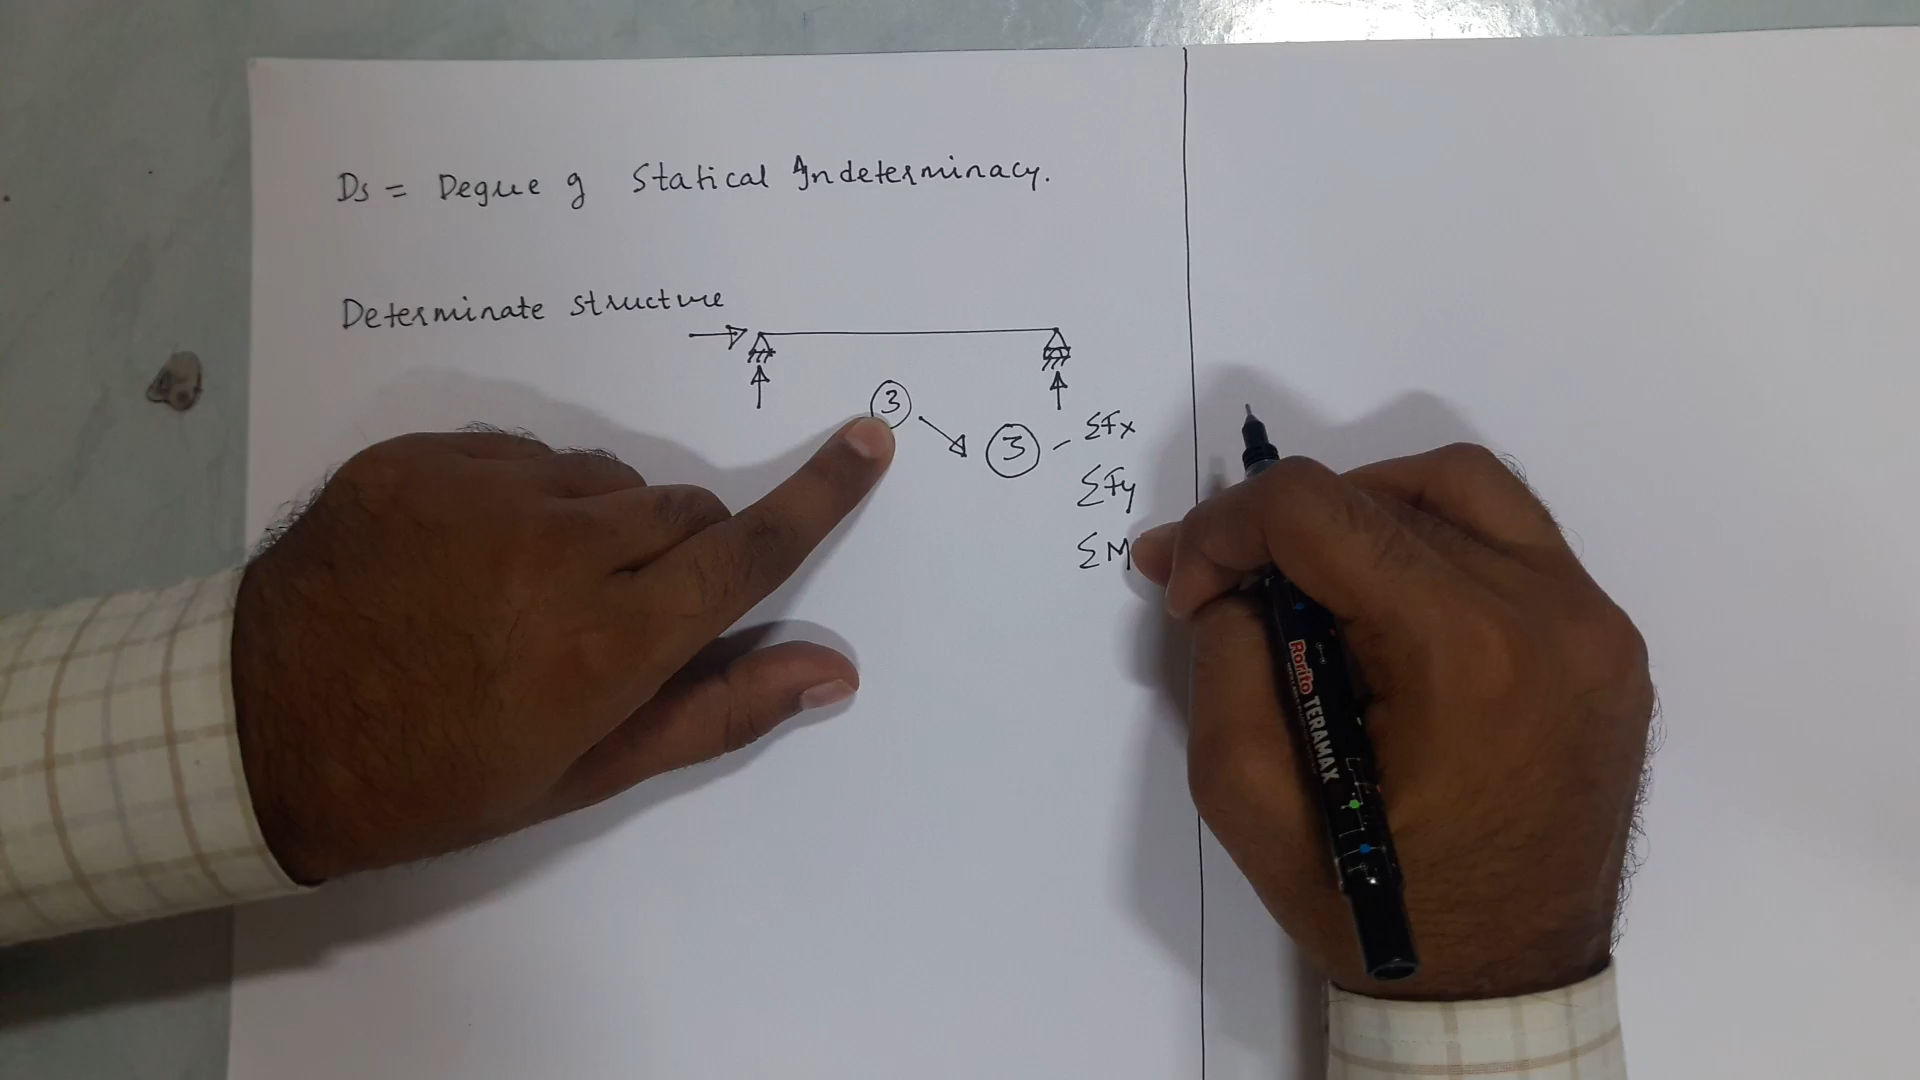 Ds = Degree of Statical Indeterminacy.
Determinate structure
3
3
ΣFx
ΣFy
ΣM
Rorito TERAMAX